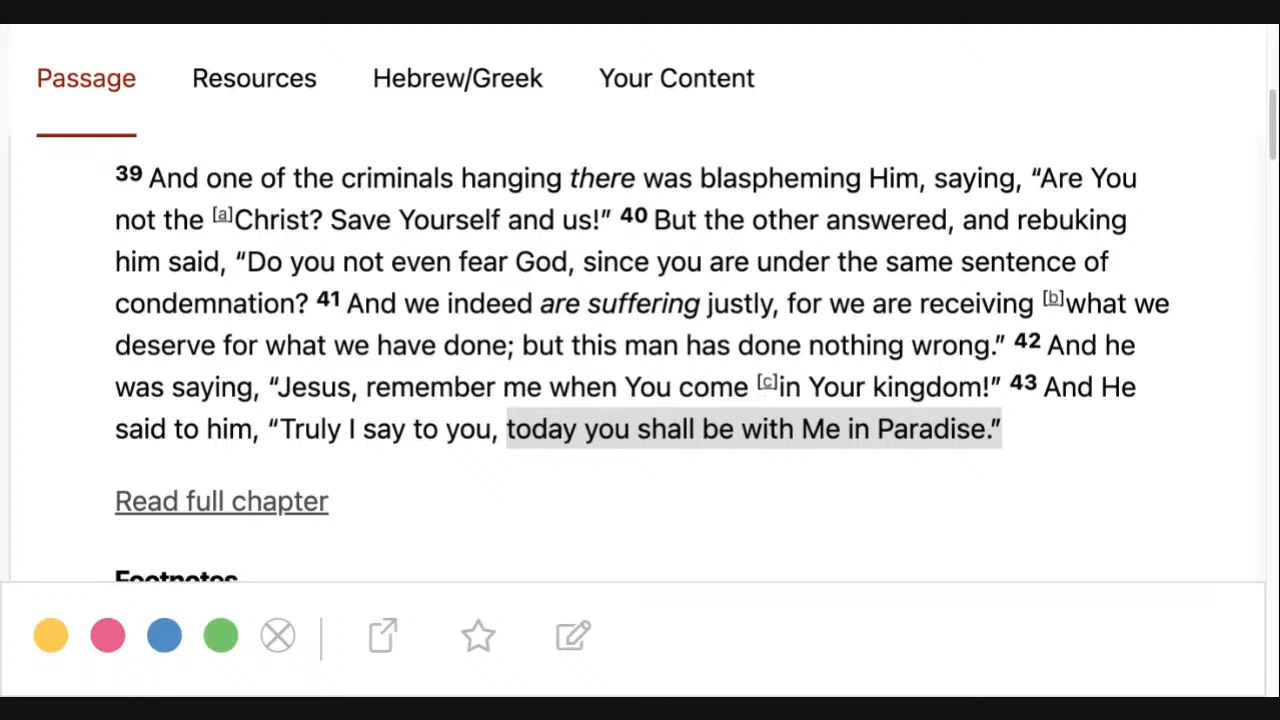 Passage Resources Hebrew/Greek Your Content
39 And one of the criminals hanging there was blaspheming Him, saying, “Are You
not the [a]Christ? Save Yourself and us!” 40 But the other answered, and rebuking
him said, “Do you not even fear God, since you are under the same sentence of
condemnation? 41 And we indeed are suffering justly, for we are receiving [b]what we
deserve for what we have done; but this man has done nothing wrong.” 42 And he
was saying, “Jesus, remember me when You come [c]in Your kingdom!” 43 And He
said to him, “Truly I say to you, today you shall be with Me in Paradise.”
Read full chapter
Footnotes